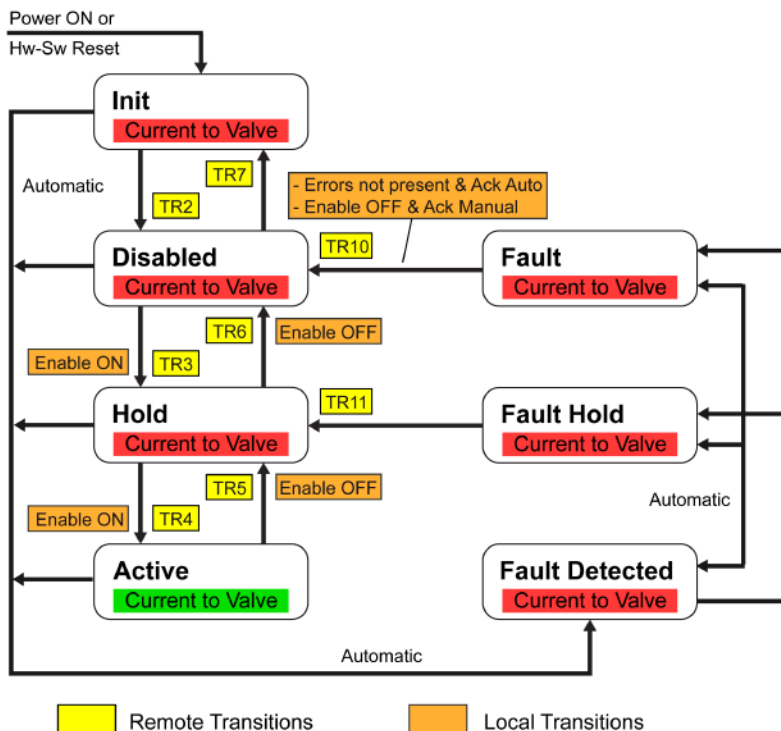 Power ON or
Hw-Sw Reset
Init
Current to Valve
Automatic
TR2
TR7
- Errors not present & Ack Auto
- Enable OFF & Ack Manual
Disabled
Current to Valve
TR10
Fault
Current to Valve
Enable ON
TR3
TR6
Enable OFF
Hold
Current to Valve
TR11
Fault Hold
Current to Valve
Enable ON
TR4
TR5
Enable OFF
Automatic
Active
Current to Valve
Fault Detected
Current to Valve
Automatic
Remote Transitions
Local Transitions